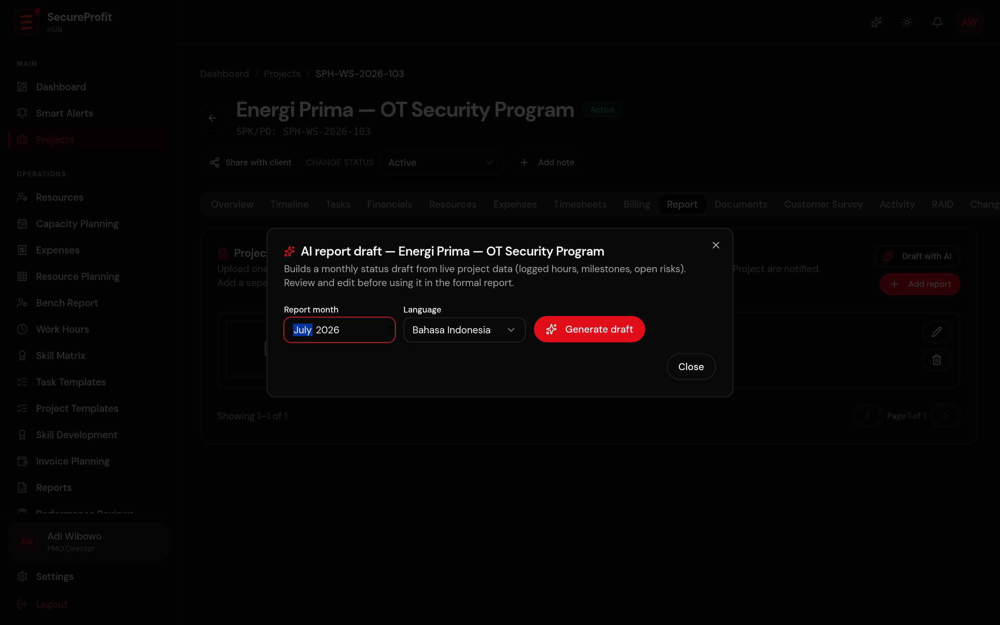 SecureProfit
HUB
AW
MAIN
Dashboard
Smart Alerts
Projects
OPERATIONS
Resources
Capacity Planning
Expenses
Resource Planning
Bench Report
Work Hours
Skill Matrix
Task Templates
Project Templates
Skill Development
Invoice Planning
Reports
Performance Reviews
AW
Adi Wibowo
PMO Director
Settings
Logout
Dashboard / Projects / SPH-WS-2026-103
Energi Prima — OT Security Program Active
SPK/PO: SPH-WS-2026-103
Share with client CHANGE STATUS Active Add note
Overview Timeline Tasks Financials Resources Expenses Timesheets Billing Report Documents Customer Survey Activity RAID Chang
Projec
Upload one
Project are notified.
Add a sepa
Draft with AI
Add report
AI report draft — Energi Prima — OT Security Program
Builds a monthly status draft from live project data (logged hours, milestones, open risks).
Review and edit before using it in the formal report.
Report month Language
July 2026 Bahasa Indonesia Generate draft
Close
Showing 1–1 of 1
Page 1 of 1